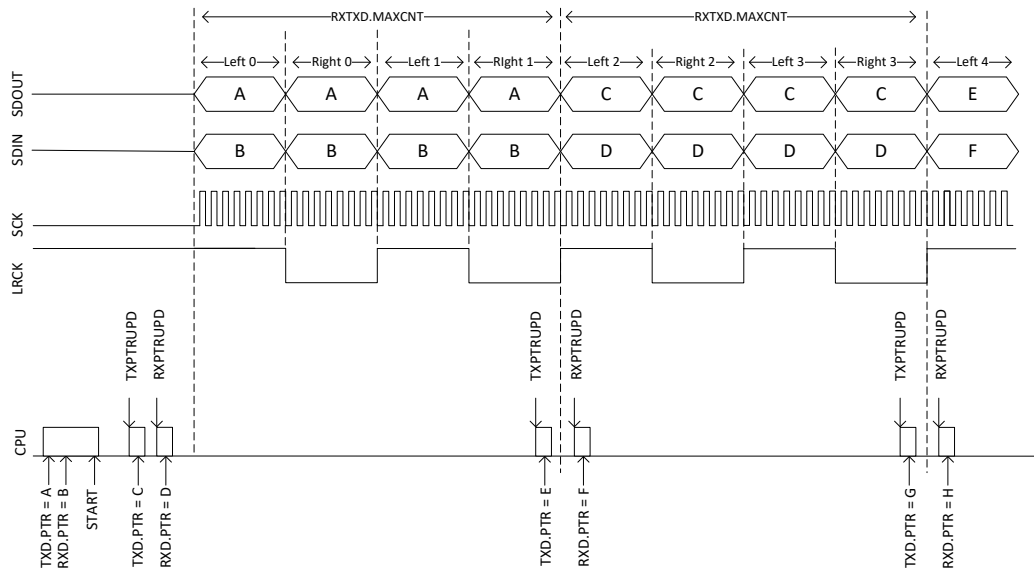 RXTXD.MAXCNT
RXTXD.MAXCNT
Left 0
Right 0
Left 1
RIght 1
Left 2
Right 2
Left 3
Right 3
Left 4
SDOUT
A
A
A
A
C
C
C
C
E
SDIN
B
B
B
B
D
D
D
D
F
SCK
LRCK
TXPTRUPD
RXPTRUPD
TXPTRUPD
RXPTRUPD
TXPTRUPD
RXPTRUPD
CPU
TXD.PTR = A
RXD.PTR = B
START
TXD.PTR = C
RXD.PTR = D
TXD.PTR = E
RXD.PTR = F
TXD.PTR = G
RXD.PTR = H